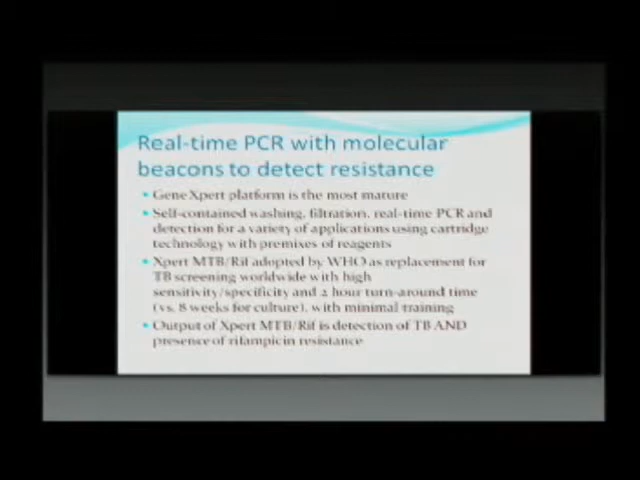 Real-time PCR with molecular
beacons to detect resistance
Gene Xpert platform is the most mature
Self-contained washing, filtration, real-time PCR and
detection for a variety of applications using cartridge
technology with premixes of reagents
Xpert MTB/Rif adopted by WHO as replacement for
TB screening worldwide with high
sensitivity/specificity and 2 hour turn-around time
(vs. 8 weeks for culture), with minimal training
Output of Xpert MTB/Rif is detection of TB AND
presence of rifampicin resistance